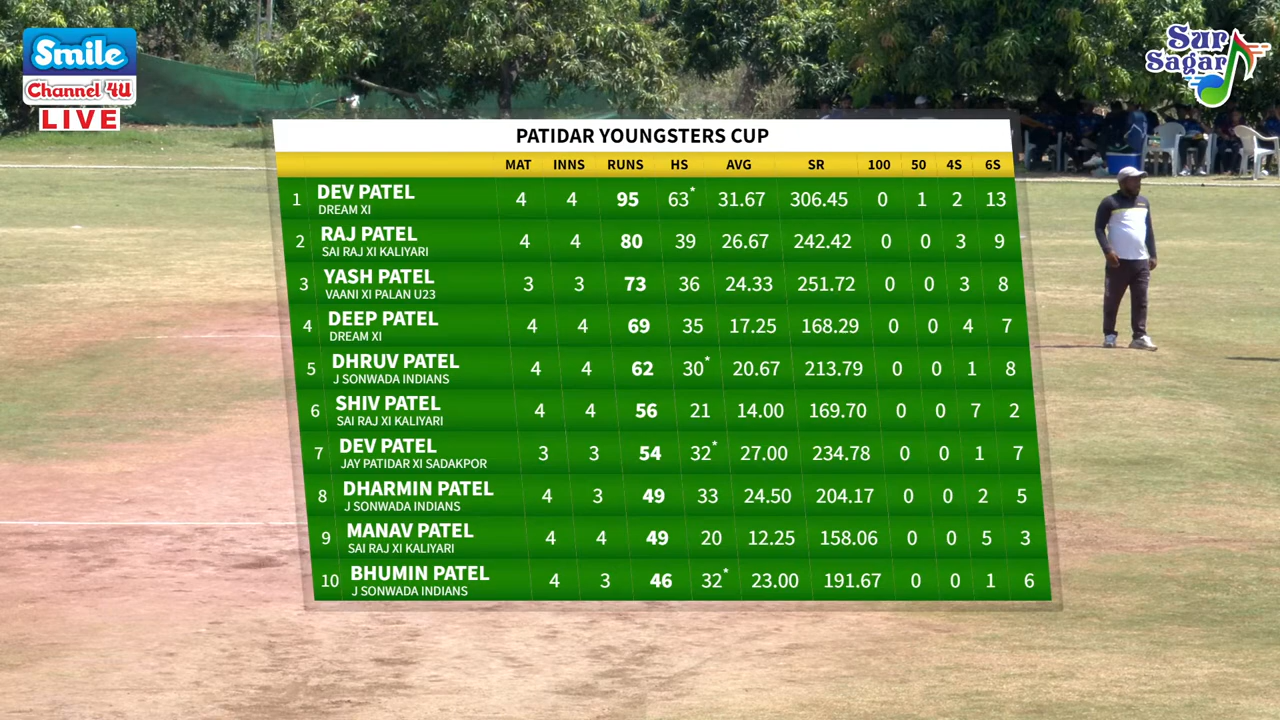 Smile
Channel 4U
LIVE
Sur
Sagar
PATIDAR YOUNGSTERS CUP
MAT INNS RUNS HS AVG SR 100 50 4S 6S
1 DEV PATEL 4 4 95 63* 31.67 306.45 0 1 2 13
DREAM XI
2 RAJ PATEL 4 4 80 39 26.67 242.42 0 0 3 9
SAI RAJ XI KALIYARI
3 YASH PATEL 3 3 73 36 24.33 251.72 0 0 3 8
VAANI XI PALAN U23
4 DEEP PATEL 4 4 69 35 17.25 168.29 0 0 4 7
DREAM XI
5 DHRUV PATEL 4 4 62 30* 20.67 213.79 0 0 1 8
J SONWADA INDIANS
6 SHIV PATEL 4 4 56 21 14.00 169.70 0 0 7 2
SAI RAJ XI KALIYARI
7 DEV PATEL 3 3 54 32* 27.00 234.78 0 0 1 7
JAY PATIDAR XI SADAKPOR
8 DHARMIN PATEL 4 3 49 33 24.50 204.17 0 0 2 5
J SONWADA INDIANS
9 MANAV PATEL 4 4 49 20 12.25 158.06 0 0 5 3
SAI RAJ XI KALIYARI
10 BHUMIN PATEL 4 3 46 32* 23.00 191.67 0 0 1 6
J SONWADA INDIANS